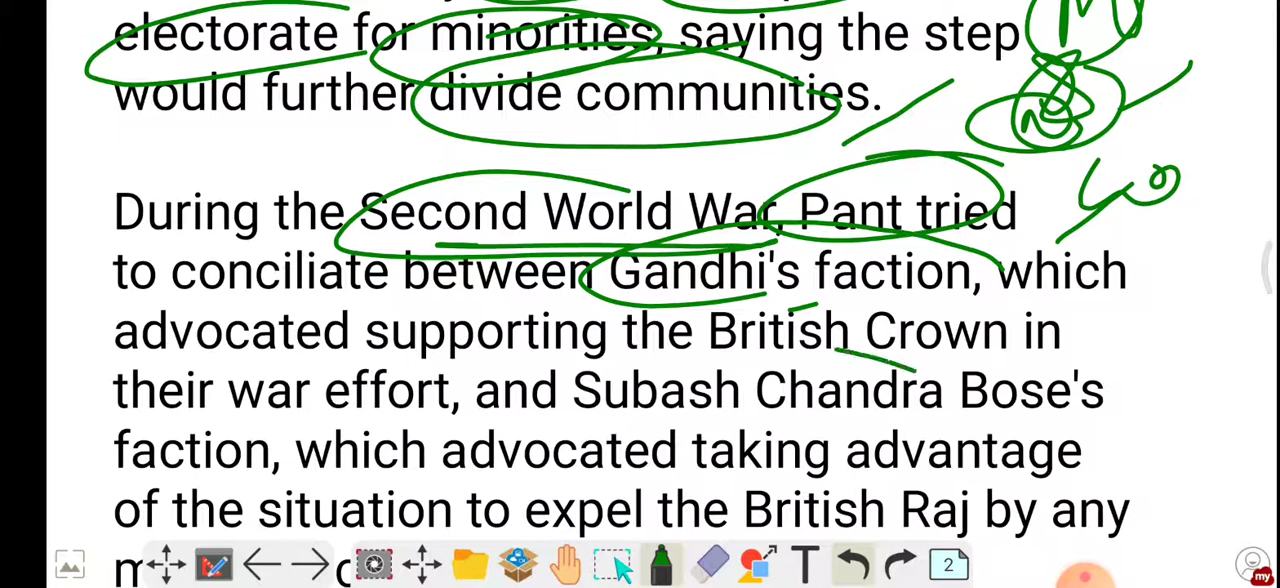 electorate for minorities, saying the step
would further divide communities.
During the Second World War, Pant tried
to conciliate between Gandhi's faction, which
advocated supporting the British Crown in
their war effort, and Subash Chandra Bose's
faction, which advocated taking advantage
of the situation to expel the British Raj by any
T
2
my